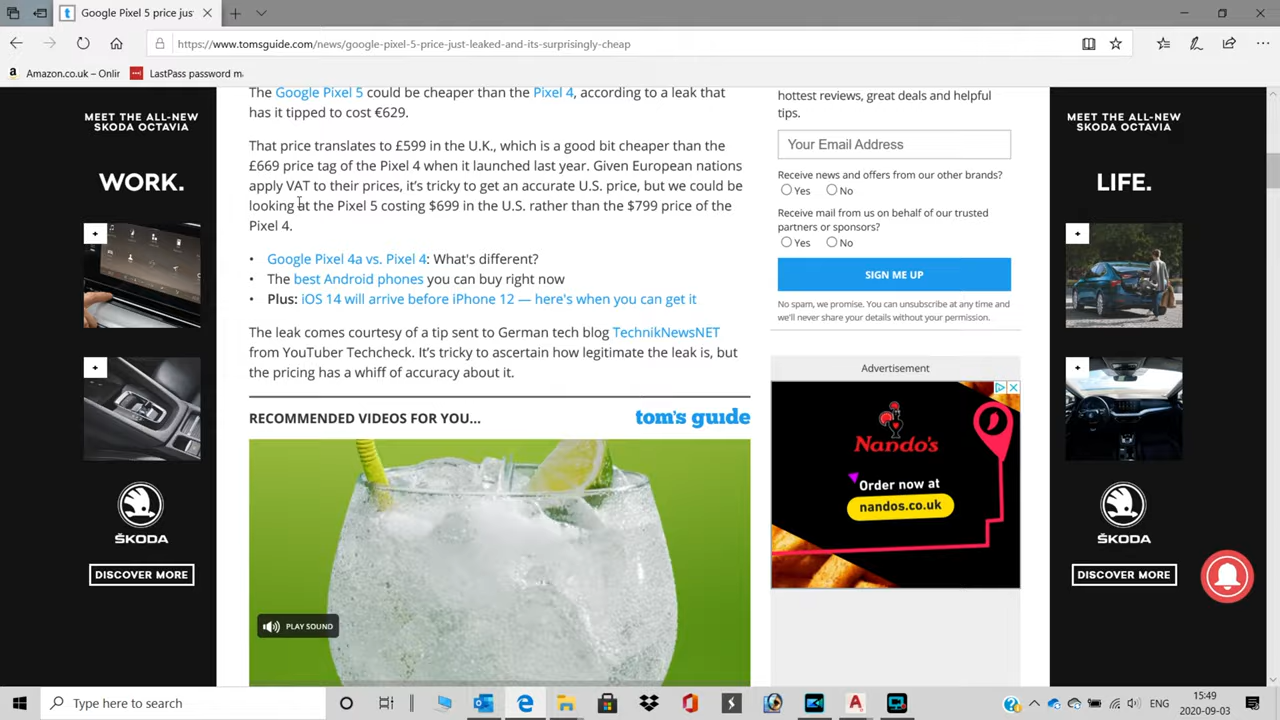 Google Pixel 5 price jus
https://www.tomsguide.com/news/google-pixel-5-price-just-leaked-and-its-surprisingly-cheap
Amazon.co.uk – Onlir
LastPass password ma
MEET THE ALL-NEW
SKODA OCTAVIA
WORK.
ŠKODA
DISCOVER MORE
The Google Pixel 5 could be cheaper than the Pixel 4, according to a leak that
has it tipped to cost €629.
That price translates to £599 in the U.K., which is a good bit cheaper than the
£669 price tag of the Pixel 4 when it launched last year. Given European nations
apply VAT to their prices, it's tricky to get an accurate U.S. price, but we could be
looking at the Pixel 5 costing $699 in the U.S. rather than the $799 price of the
Pixel 4.
• Google Pixel 4a vs. Pixel 4: What's different?
• The best Android phones you can buy right now
• Plus: iOS 14 will arrive before iPhone 12 — here's when you can get it
The leak comes courtesy of a tip sent to German tech blog TechnikNewsNET
from YouTuber Techcheck. It's tricky to ascertain how legitimate the leak is, but
the pricing has a whiff of accuracy about it.
RECOMMENDED VIDEOS FOR YOU...
tom's guide
PLAY SOUND
hottest reviews, great deals and helpful
tips.
Your Email Address
Receive news and offers from our other brands?
Yes No
Receive mail from us on behalf of our trusted
partners or sponsors?
Yes No
SIGN ME UP
No spam, we promise. You can unsubscribe at any time and
we'll never share your details without your permission.
Advertisement
Nando's
Order now at
nandos.co.uk
MEET THE ALL-NEW
SKODA OCTAVIA
LIFE.
ŠKODA
DISCOVER MORE
Type here to search
ENG
15:49
2020-09-03